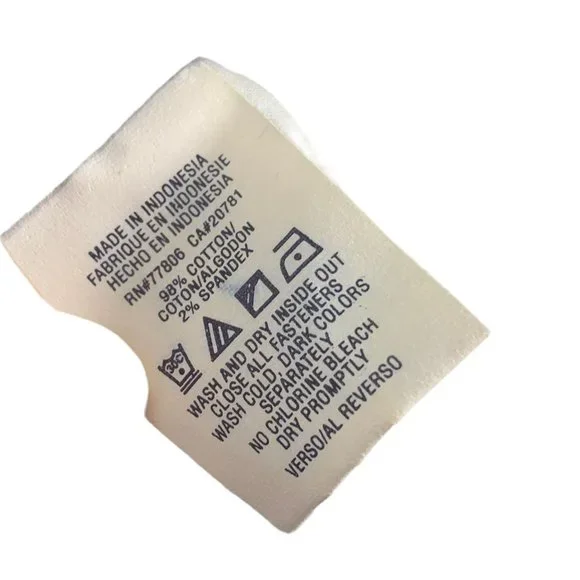 MADE IN INDONESIA
FABRIQUE EN INDONESIE
HECHO EN INDONESIA
RN#77806 CA#20781
98% COTTON/
COTON/ALGODON
2% SPANDEX
30C
WASH AND DRY INSIDE OUT
CLOSE ALL FASTENERS
WASH COLD, DARK COLORS
SEPARATELY
NO CHLORINE BLEACH
DRY PROMPTLY
VERSO/AL REVERSO